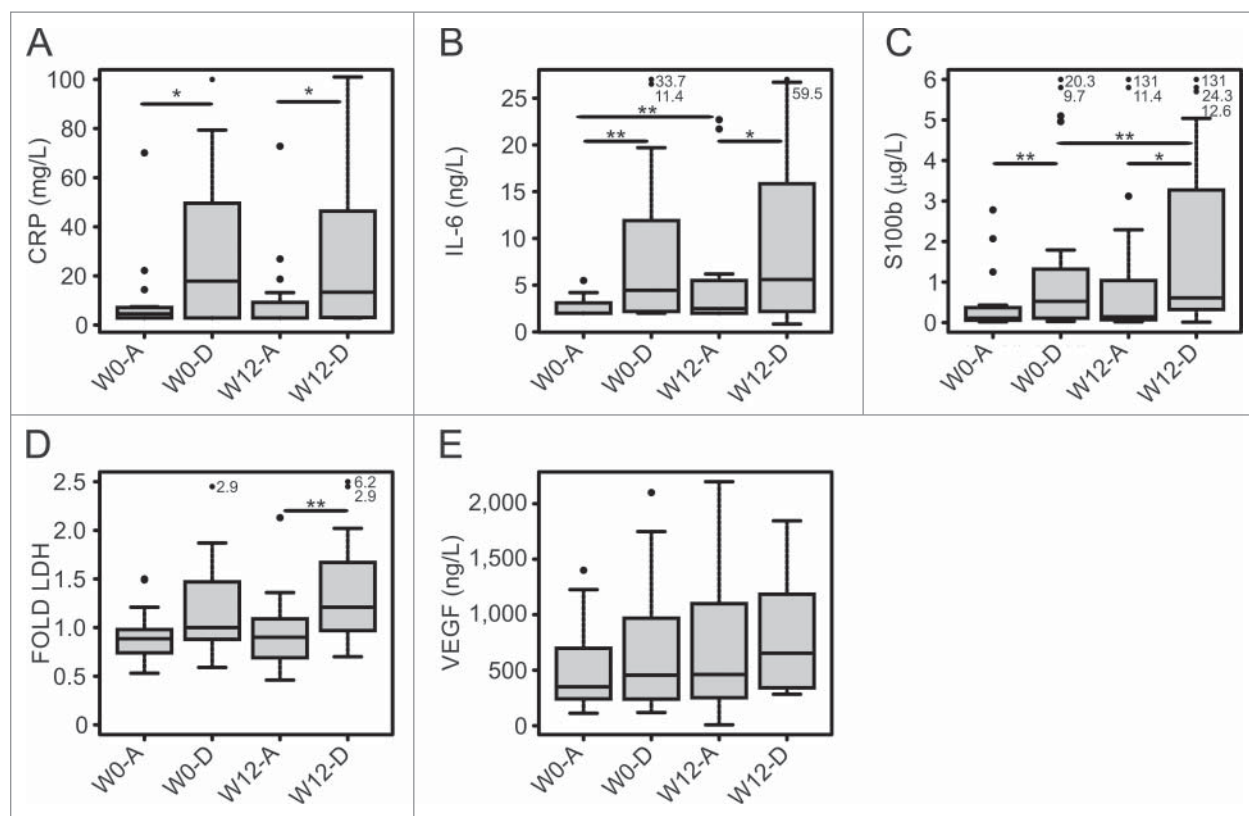 A
CRP (mg/L)
100
80
60
40
20
0
*
*
W0-A
W0-D
W12-A
W12-D
B
IL-6 (ng/L)
25
20
15
10
5
0
33.7
11.4
59.5
**
**
*
W0-A
W0-D
W12-A
W12-D
C
S100b (µg/L)
6
5
4
3
2
1
0
20.3
9.7
131
11.4
131
24.3
12.6
**
**
*
W0-A
W0-D
W12-A
W12-D
D
FOLD LDH
2.5
2.0
1.5
1.0
0.5
0
2.9
6.2
2.9
**
W0-A
W0-D
W12-A
W12-D
E
VEGF (ng/L)
2,000
1,500
1,000
500
0
W0-A
W0-D
W12-A
W12-D